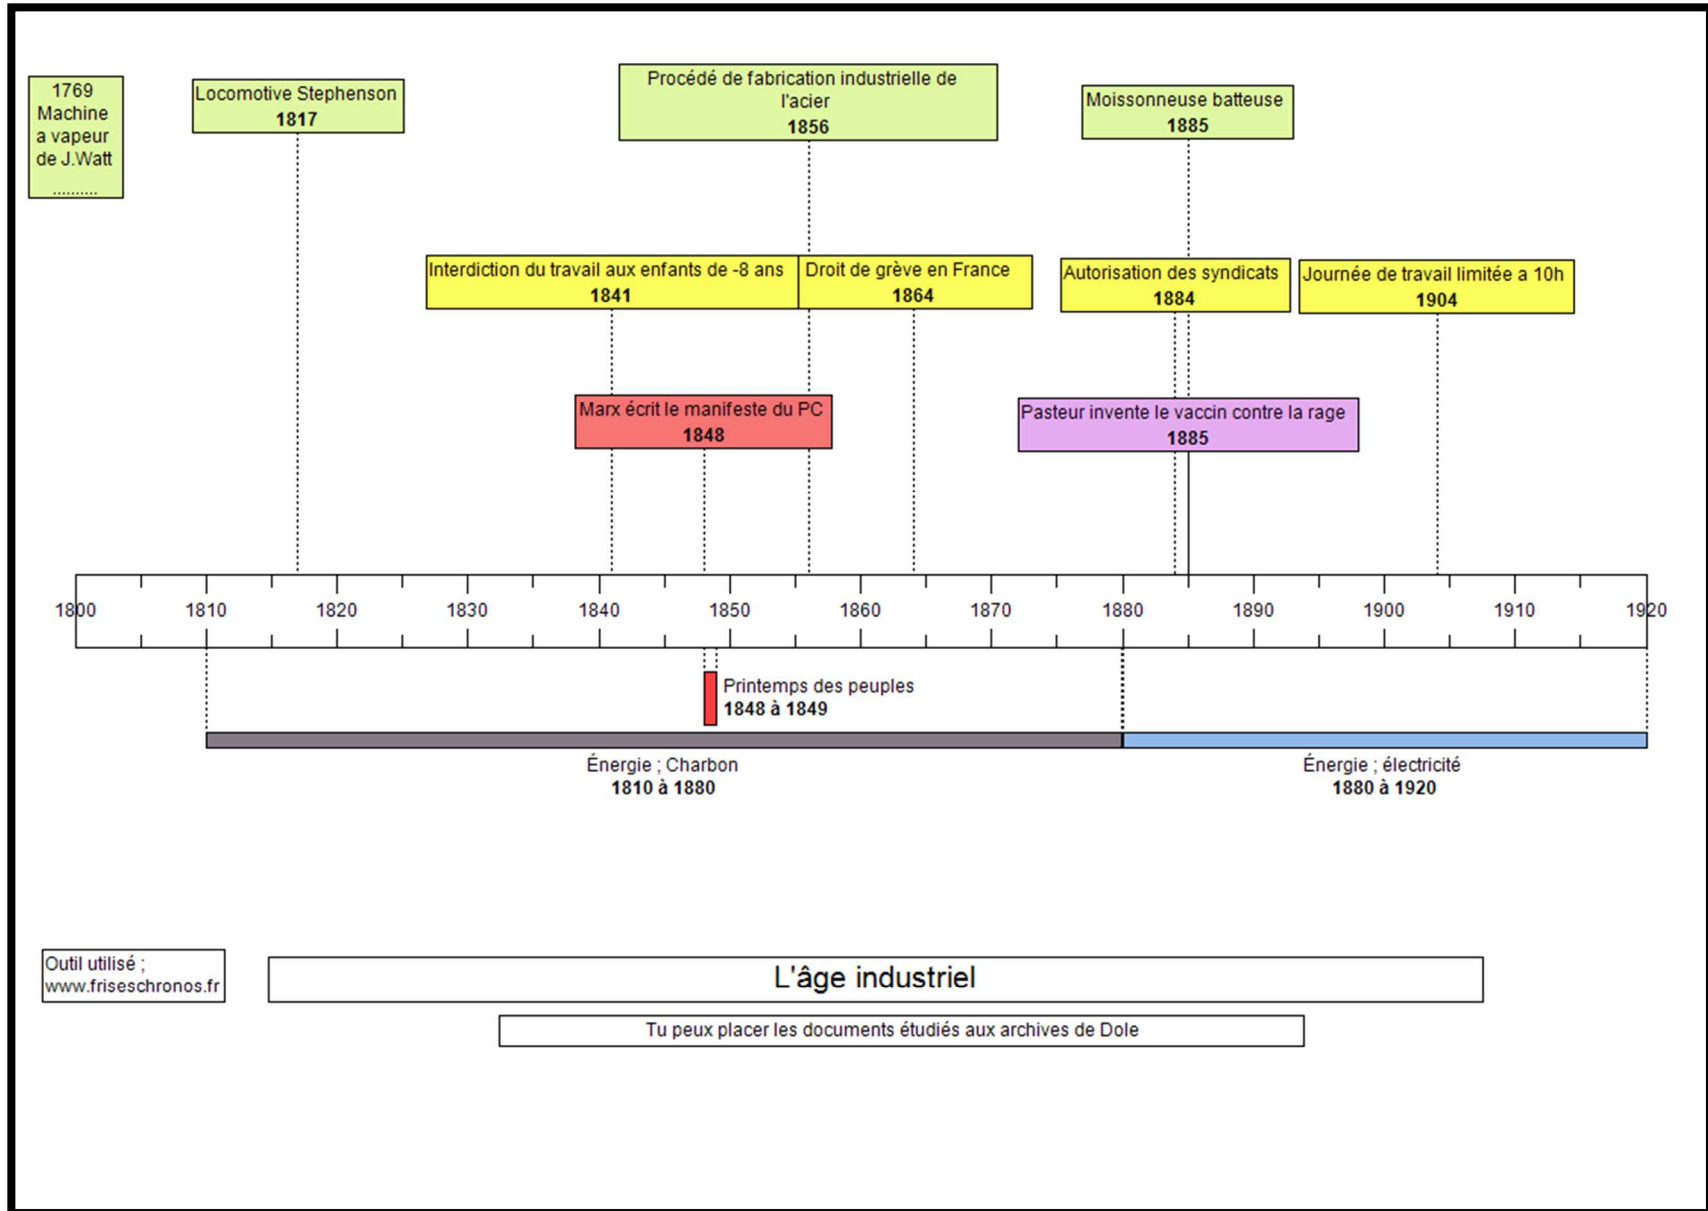 1769
Machine
a vapeur
de J.Watt
..........
Locomotive Stephenson
1817
Procédé de fabrication industrielle de
l'acier
1856
Moissonneuse batteuse
1885
Interdiction du travail aux enfants de -8 ans
1841
Droit de grève en France
1864
Autorisation des syndicats
1884
Journée de travail limitée a 10h
1904
Marx écrit le manifeste du PC
1848
Pasteur invente le vaccin contre la rage
1885
1800 1810 1820 1830 1840 1850 1860 1870 1880 1890 1900 1910 1920
Printemps des peuples
1848 à 1849
Énergie ; Charbon
1810 à 1880
Énergie ; électricité
1880 à 1920
Outil utilisé ;
www.friseschronos.fr
L'âge industriel
Tu peux placer les documents étudiés aux archives de Dole